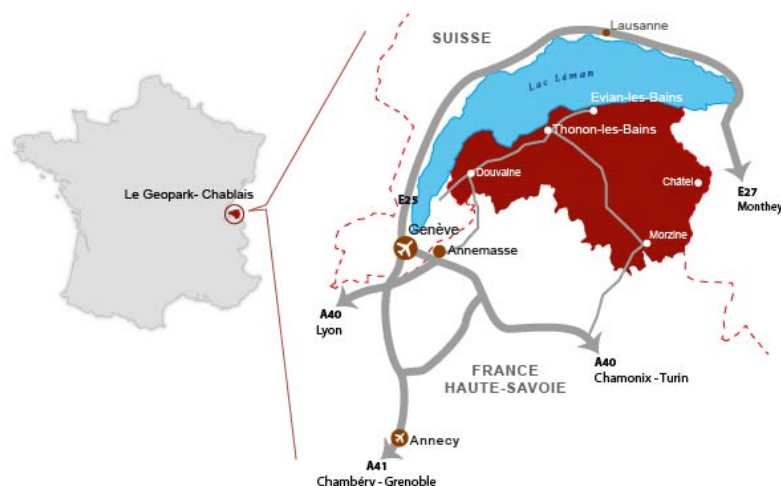 Lausanne
SUISSE
Lac Léman
Evian-les-Bains
Thonon-les-Bains
Douvaine
Châtel
Le Geopark- Chablais
E25
E27
Monthey
Genève
Morzine
Annemasse
A40
Lyon
FRANCE
HAUTE-SAVOIE
A40
Chamonix - Turin
Annecy
A41
Chambéry - Grenoble